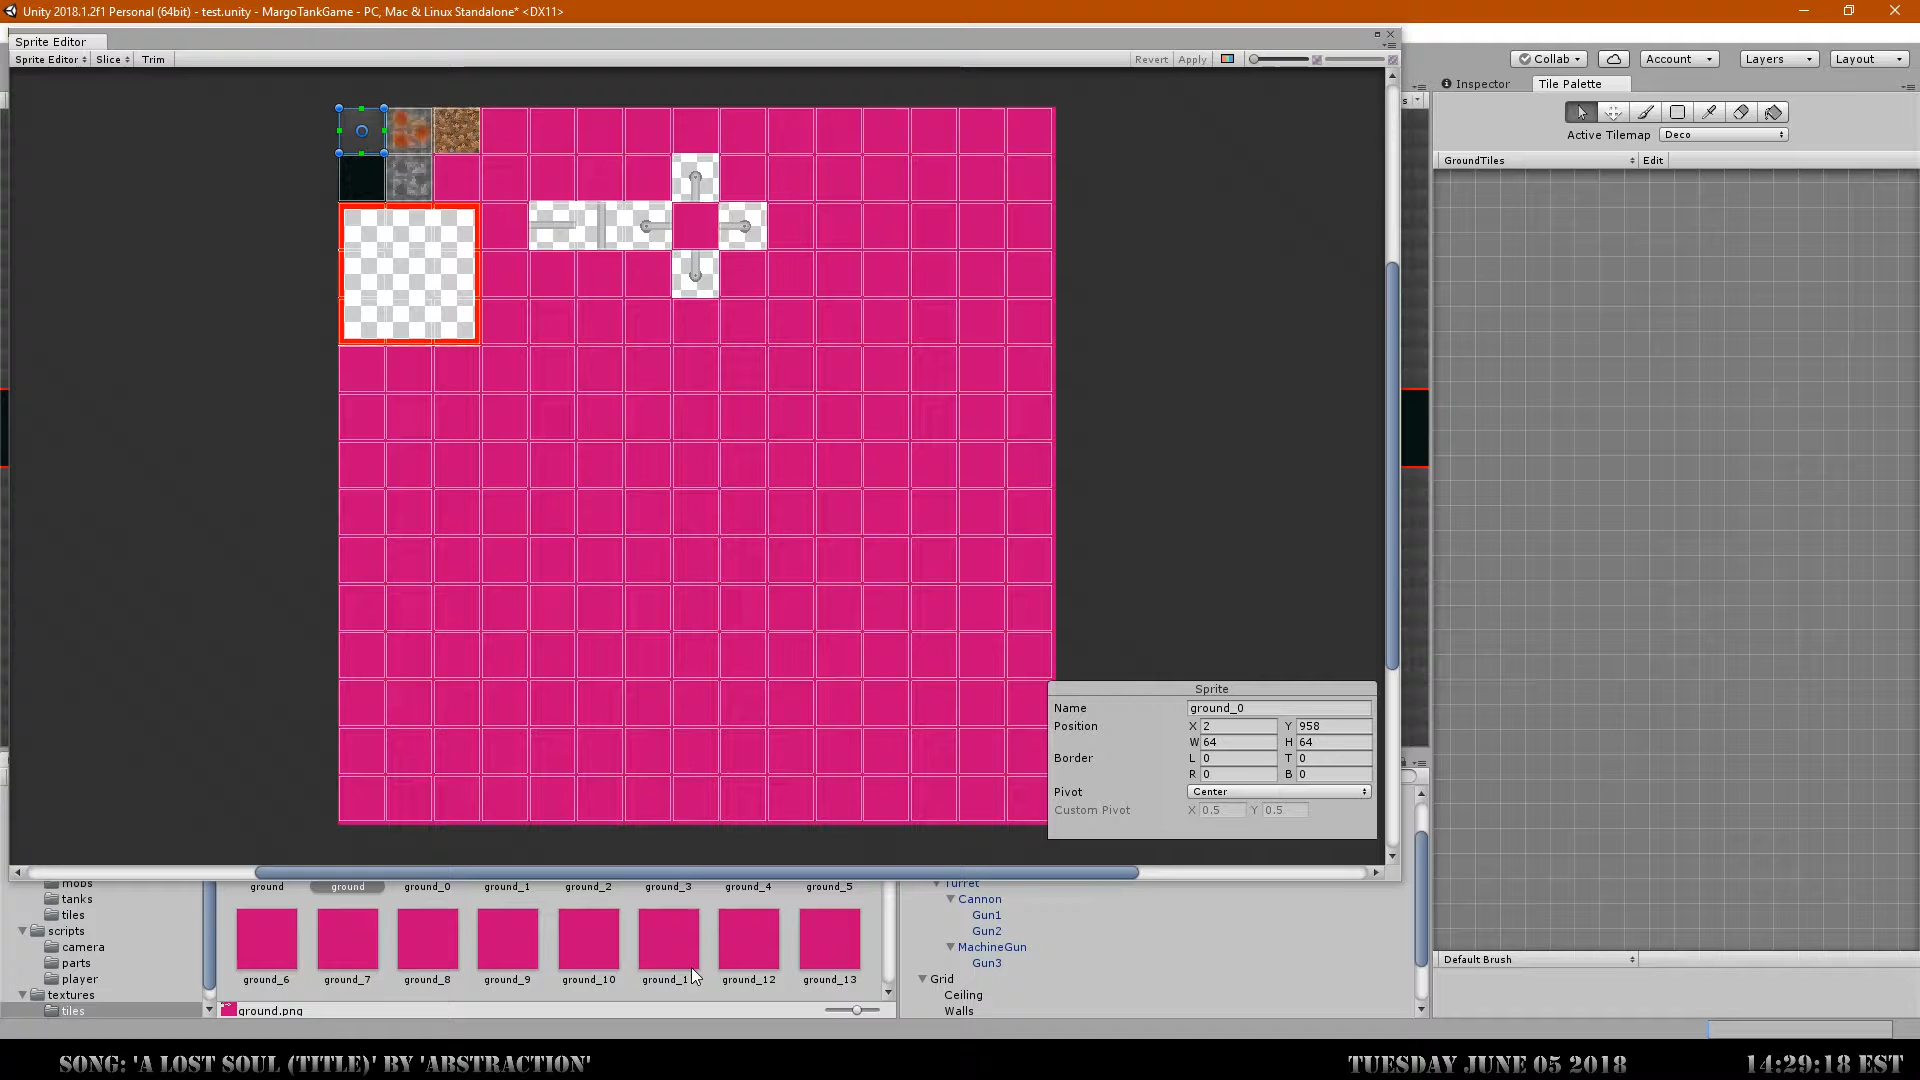 Unity 2018.1.2f1 Personal (64bit) - test.unity - MargoTankGame - PC, Mac & Linux Standalone* <DX11>
Sprite Editor
Sprite Editor Slice Trim Revert Apply
Collab Account Layers Layout
Inspector Tile Palette
Active Tilemap Deco
GroundTiles Edit
Sprite
Name ground_0
Position X 2 Y 958
W 64 H 64
Border L 0 T 0
R 0 B 0
Pivot Center
Custom Pivot X 0.5 Y 0.5
Default Brush
mobs
tanks
tiles
scripts
camera
parts
player
textures
tiles
ground ground ground_0 ground_1 ground_2 ground_3 ground_4 ground_5
ground_6 ground_7 ground_8 ground_9 ground_10 ground_12 ground_13
ground.png
Turret
Cannon
Gun1
Gun2
MachineGun
Gun3
Grid
Ceiling
Walls
SONG: 'A LOST SOUL (TITLE)' BY 'ABSTRACTION'
TUESDAY JUNE 05 2018
14:29:18 EST